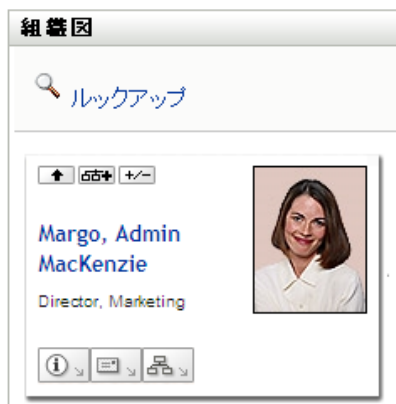 組織図
ルックアップ
+/-
Margo, Admin
MacKenzie
Director, Marketing